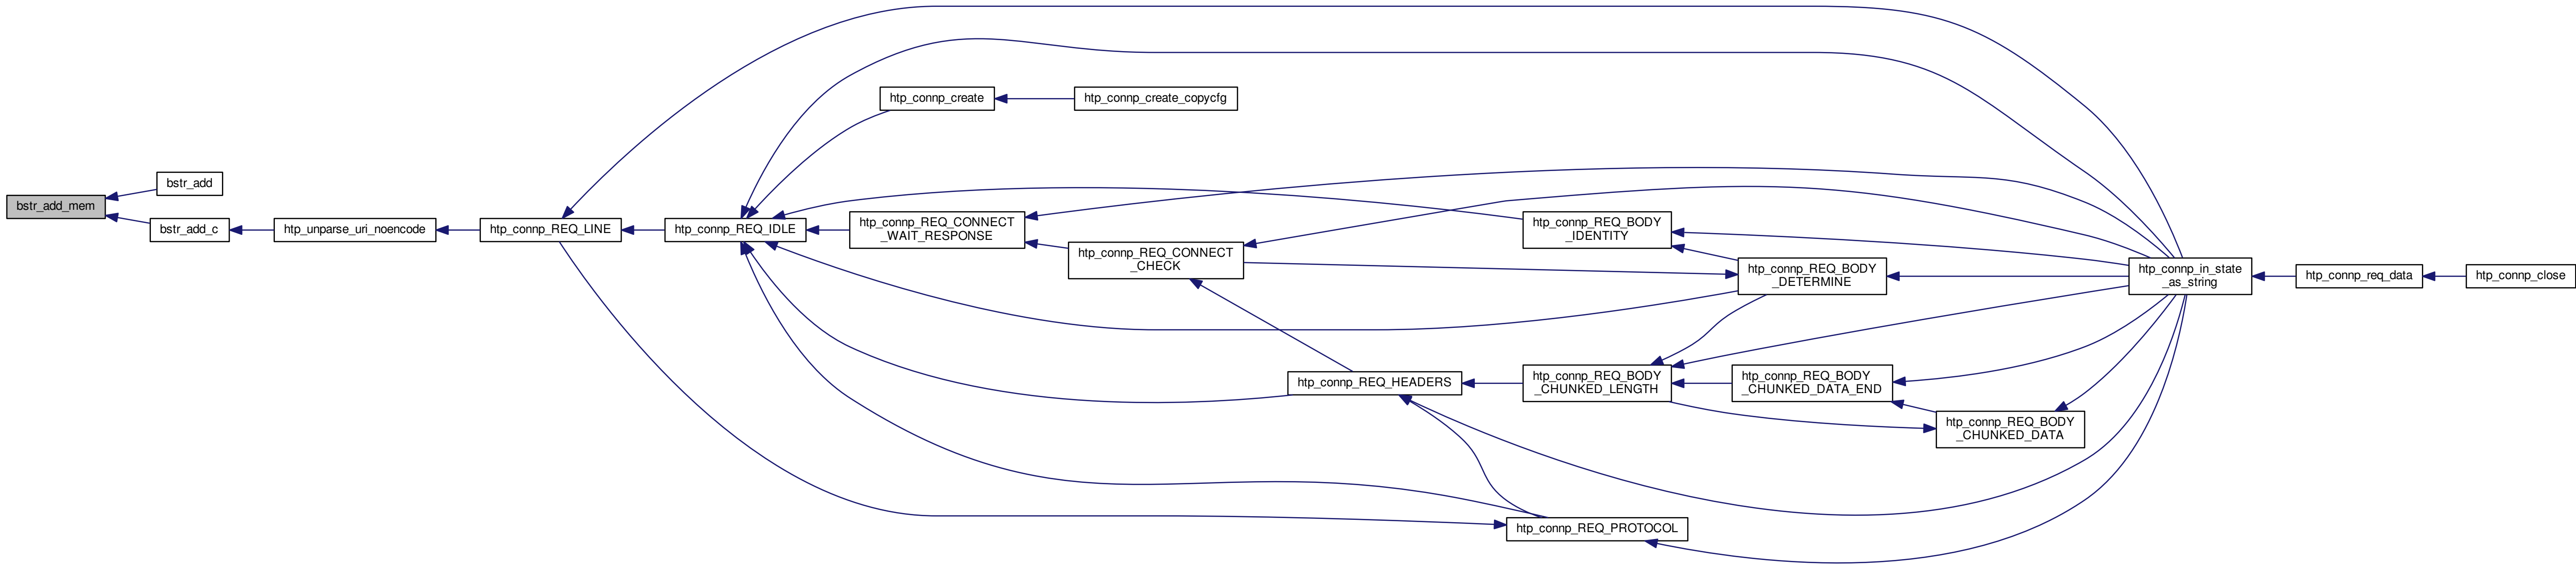 bstr_add_mem
bstr_add
bstr_add_c
htp_unparse_uri_noencode
htp_connp_REQ_LINE
htp_connp_REQ_IDLE
htp_connp_create
htp_connp_create_copycfg
htp_connp_REQ_CONNECT
_WAIT_RESPONSE
htp_connp_REQ_CONNECT
_CHECK
htp_connp_REQ_HEADERS
htp_connp_REQ_BODY
_IDENTITY
htp_connp_REQ_BODY
_DETERMINE
htp_connp_REQ_BODY
_CHUNKED_LENGTH
htp_connp_REQ_BODY
_CHUNKED_DATA_END
htp_connp_REQ_BODY
_CHUNKED_DATA
htp_connp_REQ_PROTOCOL
htp_connp_in_state
_as_string
htp_connp_req_data
htp_connp_close